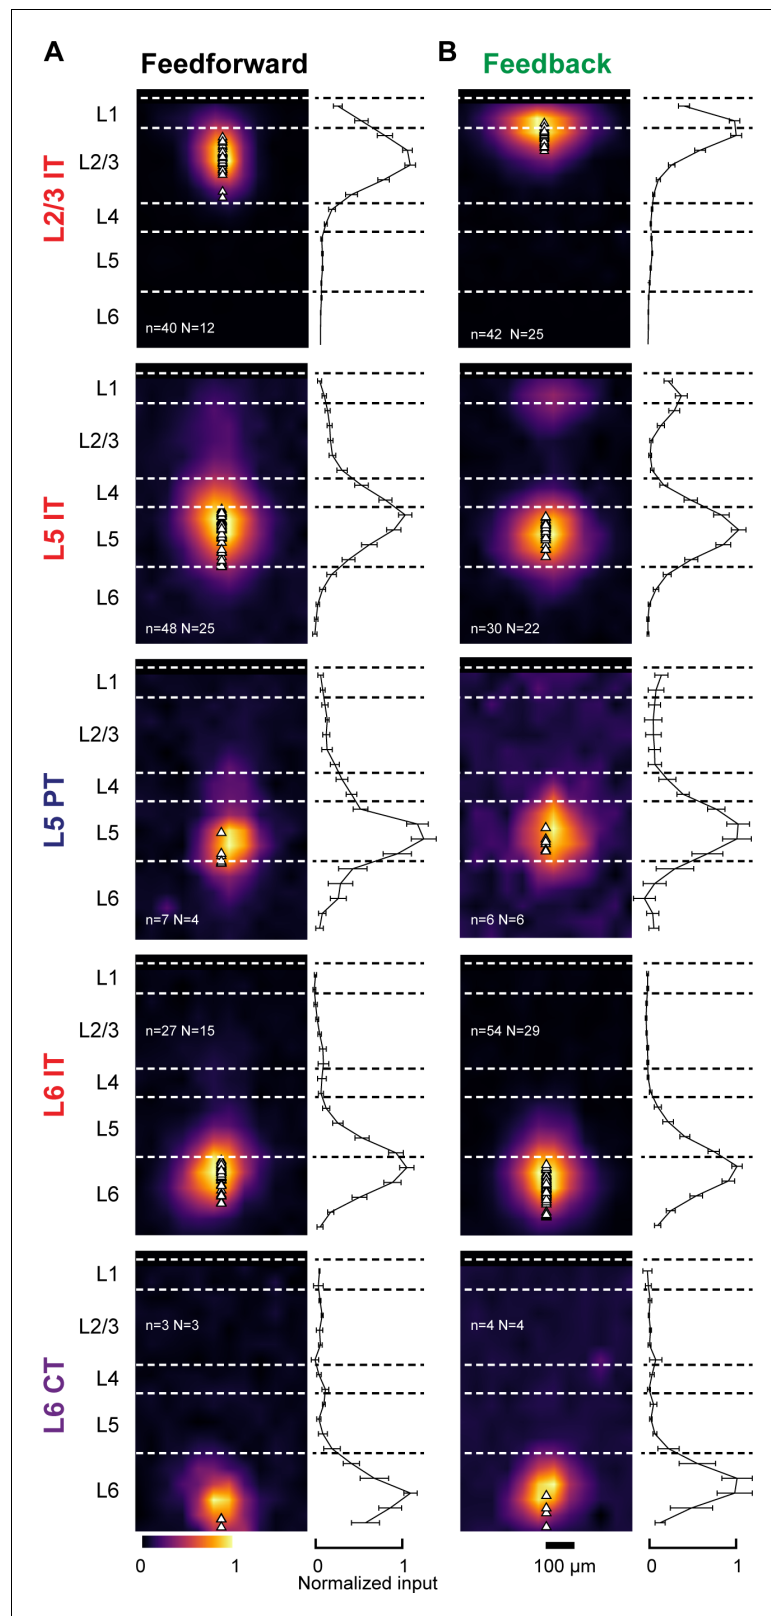 A
B
Feedforward
Feedback
L2/3 IT
L1
L2/3
L4
L5
L6
n=40 N=12
n=42 N=25
L5 IT
L1
L2/3
L4
L5
L6
n=48 N=25
n=30 N=22
L5 PT
L1
L2/3
L4
L5
L6
n=7 N=4
n=6 N=6
L6 IT
L1
L2/3
L4
L5
L6
n=27 N=15
n=54 N=29
L6 CT
L1
L2/3
L4
L5
L6
n=3 N=3
n=4 N=4
0 1
0 1
Normalized input
100 µm
0 1